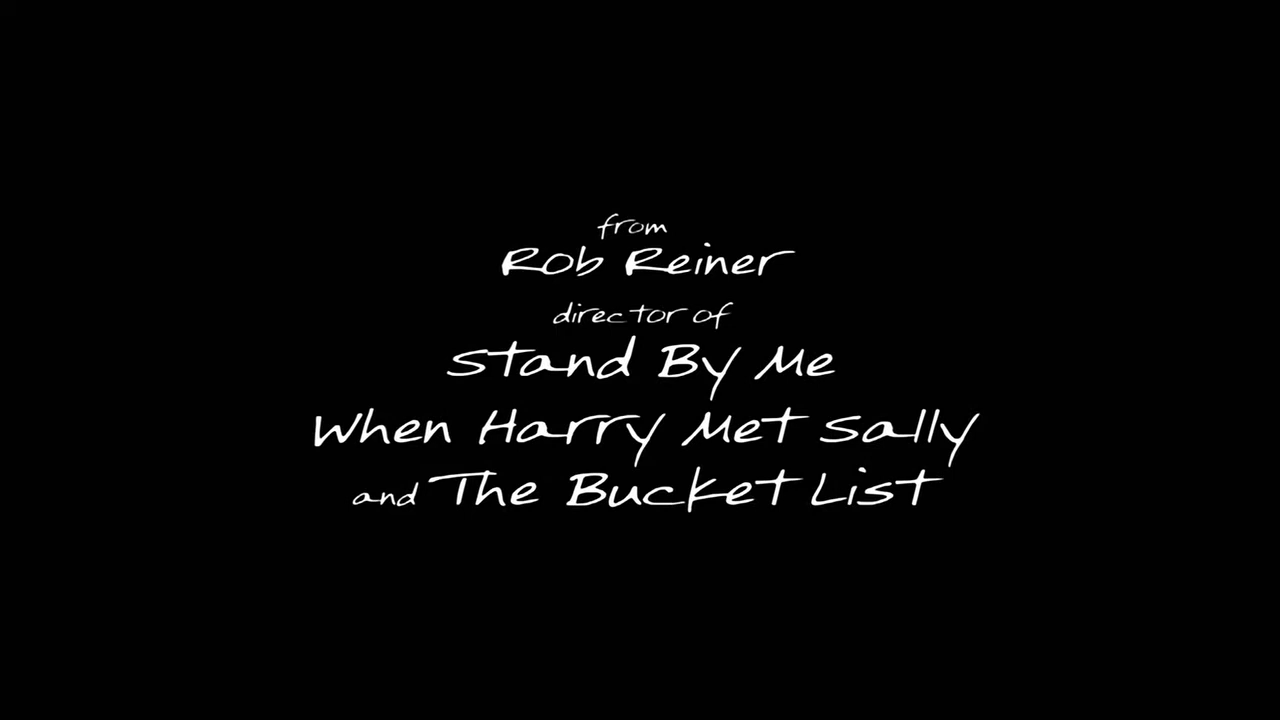 from
Rob Reiner
director of
Stand By Me
When Harry Met Sally
and The Bucket List